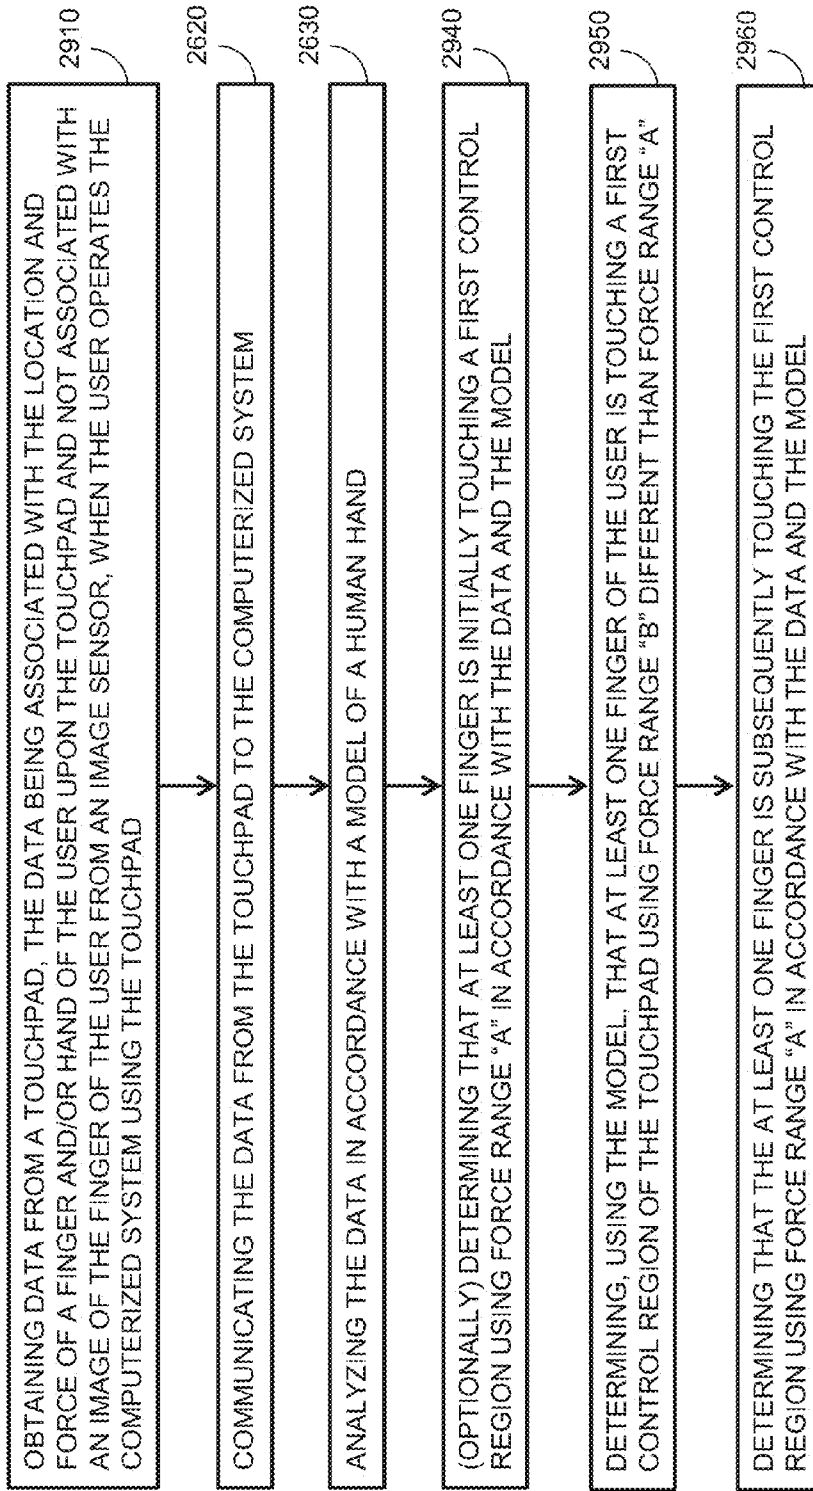 OBTAINING DATA FROM A TOUCHPAD, THE DATA BEING ASSOCIATED WITH THE LOCATION AND
FORCE OF A FINGER AND/OR HAND OF THE USER UPON THE TOUCHPAD AND NOT ASSOCIATED WITH
AN IMAGE OF THE FINGER OF THE USER FROM AN IMAGE SENSOR, WHEN THE USER OPERATES THE
COMPUTERIZED SYSTEM USING THE TOUCHPAD
2910
COMMUNICATING THE DATA FROM THE TOUCHPAD TO THE COMPUTERIZED SYSTEM
2620
ANALYZING THE DATA IN ACCORDANCE WITH A MODEL OF A HUMAN HAND
2630
(OPTIONALLY) DETERMINING THAT AT LEAST ONE FINGER IS INITIALLY TOUCHING A FIRST CONTROL
REGION USING FORCE RANGE "A" IN ACCORDANCE WITH THE DATA AND THE MODEL
2940
DETERMINING, USING THE MODEL, THAT AT LEAST ONE FINGER OF THE USER IS TOUCHING A FIRST
CONTROL REGION OF THE TOUCHPAD USING FORCE RANGE "B" DIFFERENT THAN FORCE RANGE "A"
2950
DETERMINING THAT THE AT LEAST ONE FINGER IS SUBSEQUENTLY TOUCHING THE FIRST CONTROL
REGION USING FORCE RANGE "A" IN ACCORDANCE WITH THE DATA AND THE MODEL
2960